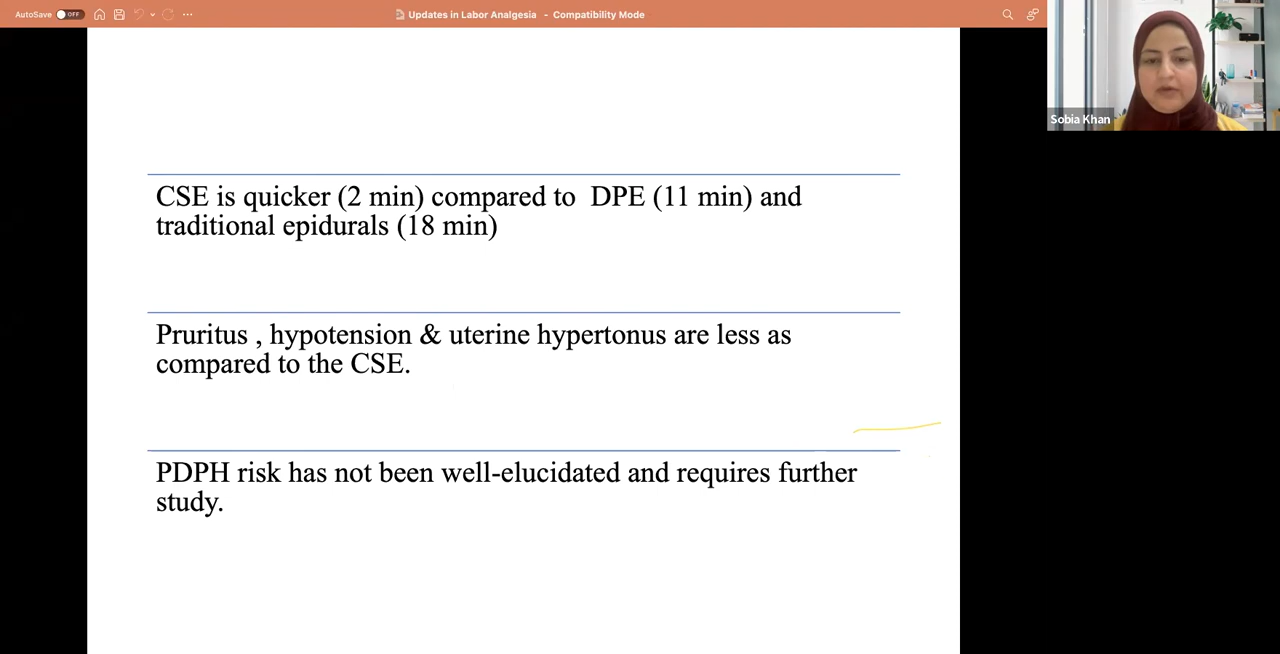 AutoSave OFF
Updates in Labor Analgesia - Compatibility Mode
Sobia Khan
CSE is quicker (2 min) compared to DPE (11 min) and
traditional epidurals (18 min)
Pruritus , hypotension & uterine hypertonus are less as
compared to the CSE.
PDPH risk has not been well-elucidated and requires further
study.